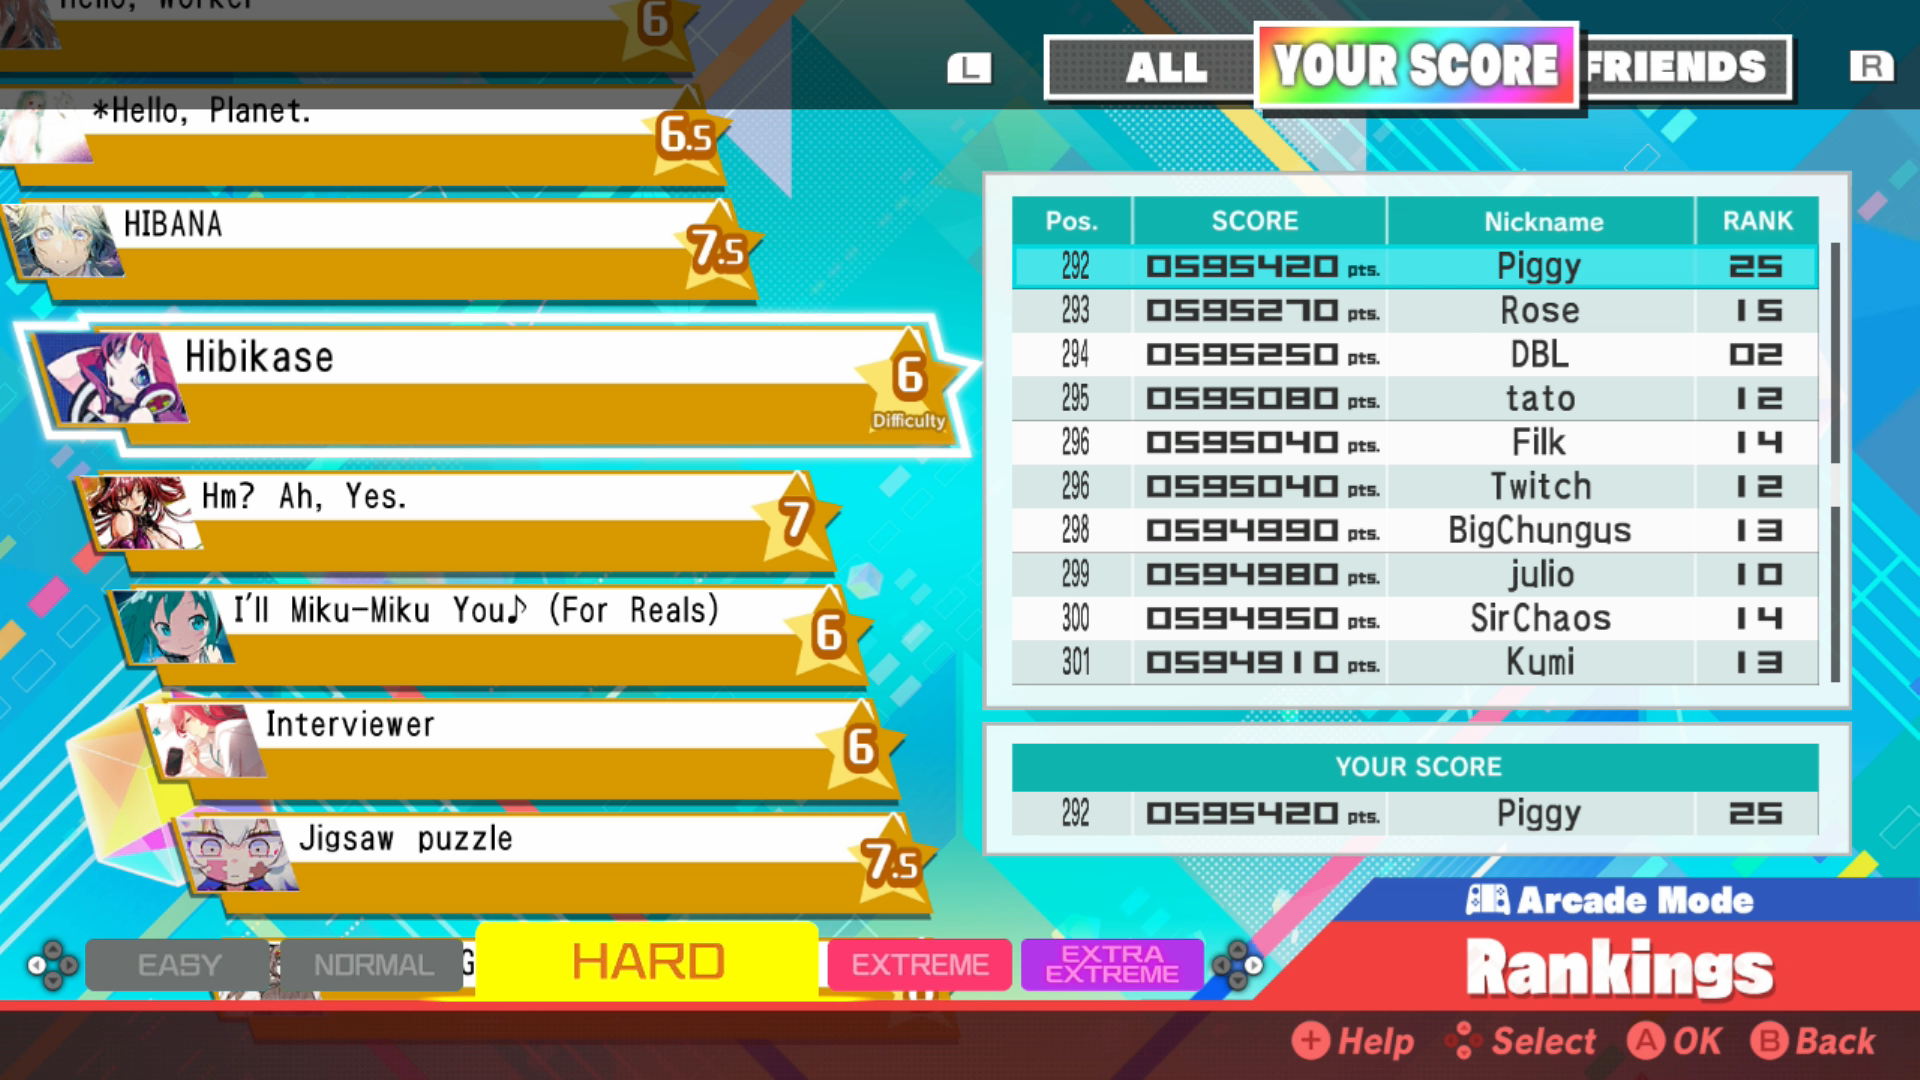 Hello, Worker
6
*Hello, Planet.
6.5
HIBANA
7.5
Hibikase
6
Difficulty
Hm? Ah, Yes.
7
I'll Miku-Miku You♪ (For Reals)
6
Interviewer
6
Jigsaw puzzle
7.5
EASY
NORMAL
HARD
EXTREME
EXTRA
EXTREME
L
ALL
YOUR SCORE
FRIENDS
R
Pos. SCORE Nickname RANK
292 0595420 pts. Piggy 25
293 0595270 pts. Rose 15
294 0595250 pts. DBL 02
295 0595080 pts. tato 12
296 0595040 pts. Filk 14
296 0595040 pts. Twitch 12
298 0594990 pts. BigChungus 13
299 0594980 pts. julio 10
300 0594950 pts. SirChaos 14
301 0594910 pts. Kumi 13
YOUR SCORE
292 0595420 pts. Piggy 25
Arcade Mode
Rankings
+ Help Select A OK B Back